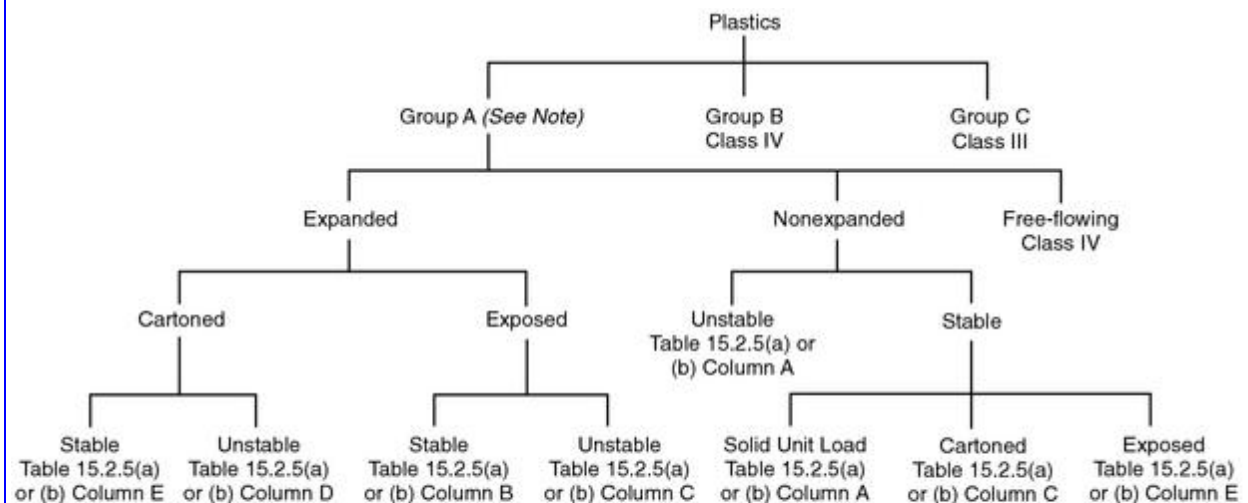 Plastics
Group A (See Note)
Group B
Class IV
Group C
Class III
Expanded
Nonexpanded
Free-flowing
Class IV
Cartoned
Exposed
Unstable
Table 15.2.5(a) or
(b) Column A
Stable
Stable
Table 15.2.5(a)
or (b) Column E
Unstable
Table 15.2.5(a)
or (b) Column D
Stable
Table 15.2.5(a)
or (b) Column B
Unstable
Table 15.2.5(a)
or (b) Column C
Solid Unit Load
Table 15.2.5(a)
or (b) Column A
Cartoned
Table 15.2.5(a)
or (b) Column C
Exposed
Table 15.2.5(a)
or (b) Column E